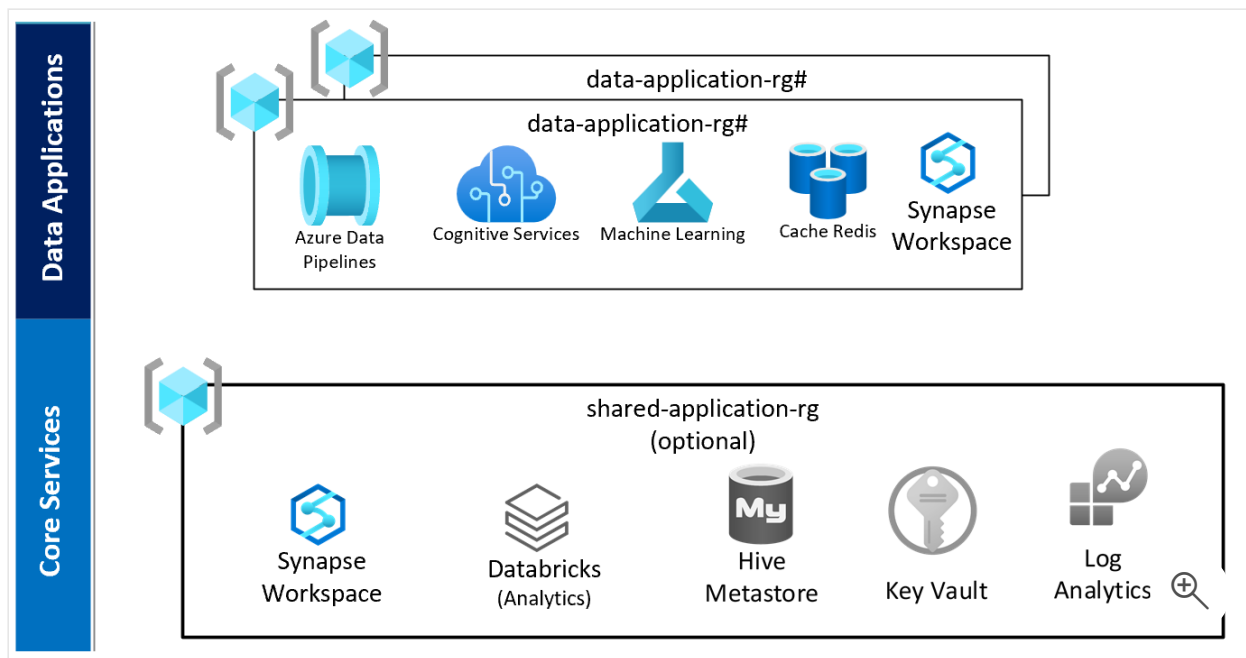 Data Applications
data-application-rg#
data-application-rg#
Azure Data
Pipelines
Cognitive Services
Machine Learning
Cache Redis
Synapse
Workspace
Core Services
shared-application-rg
(optional)
Synapse
Workspace
Databricks
(Analytics)
My
Hive
Metastore
Key Vault
Log
Analytics